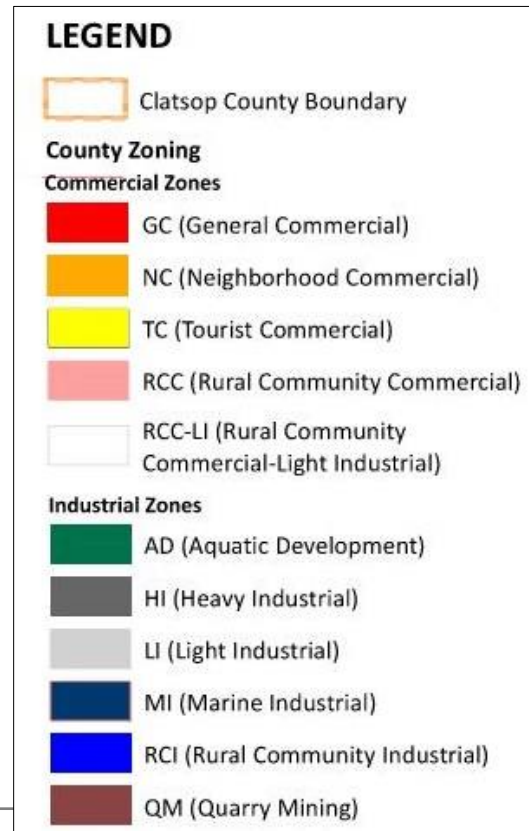 LEGEND
Clatsop County Boundary
County Zoning
Commercial Zones
GC (General Commercial)
NC (Neighborhood Commercial)
TC (Tourist Commercial)
RCC (Rural Community Commercial)
RCC-LI (Rural Community
Commercial-Light Industrial)
Industrial Zones
AD (Aquatic Development)
HI (Heavy Industrial)
LI (Light Industrial)
MI (Marine Industrial)
RCI (Rural Community Industrial)
QM (Quarry Mining)